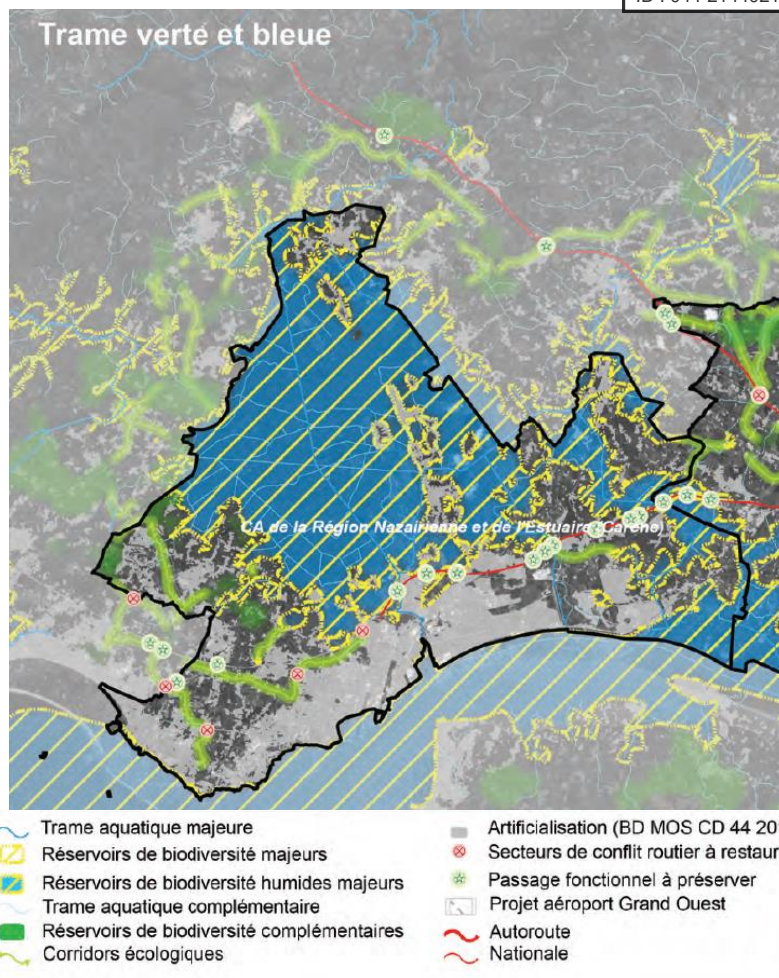 Trame verte et bleue
CA de la Région Nazairienne et de l'Estuaire (Carene)
Trame aquatique majeure
Réservoirs de biodiversité majeurs
Réservoirs de biodiversité humides majeurs
Trame aquatique complémentaire
Réservoirs de biodiversité complémentaires
Corridors écologiques
Artificialisation (BD MOS CD 44 20
Secteurs de conflit routier à restau
Passage fonctionnel à préserver
Projet aéroport Grand Ouest
Autoroute
Nationale